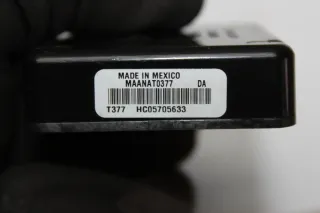 MADE IN MEXICO
MAANAT0377 DA
T377 HC05705633